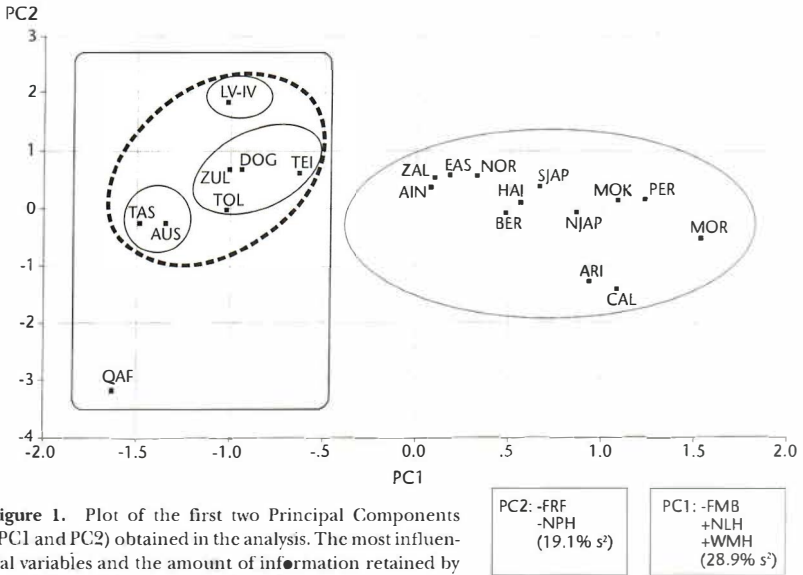 PC2
3
2
LV-IV
1
DOG
TEI
ZUL
TOL
ZAL
EAS
NOR
SJAP
AIN
HAI
MOK
PER
0
TAS
AUS
BER
NJAP
MOR
-1
ARI
CAL
-2
QAF
-3
-4
-2.0 -1.5 -1.0 -.5 0.0 .5 1.0 1.5 2.0
PC1
PC2: -FRF
-NPH
(19.1% s²)
PC1: -FMB
+NLH
+WMH
(28.9% s²)
igure 1. Plot of the first two Principal Components
PC1 and PC2) obtained in the analysis. The most influen-
al variables and the amount of information retained by